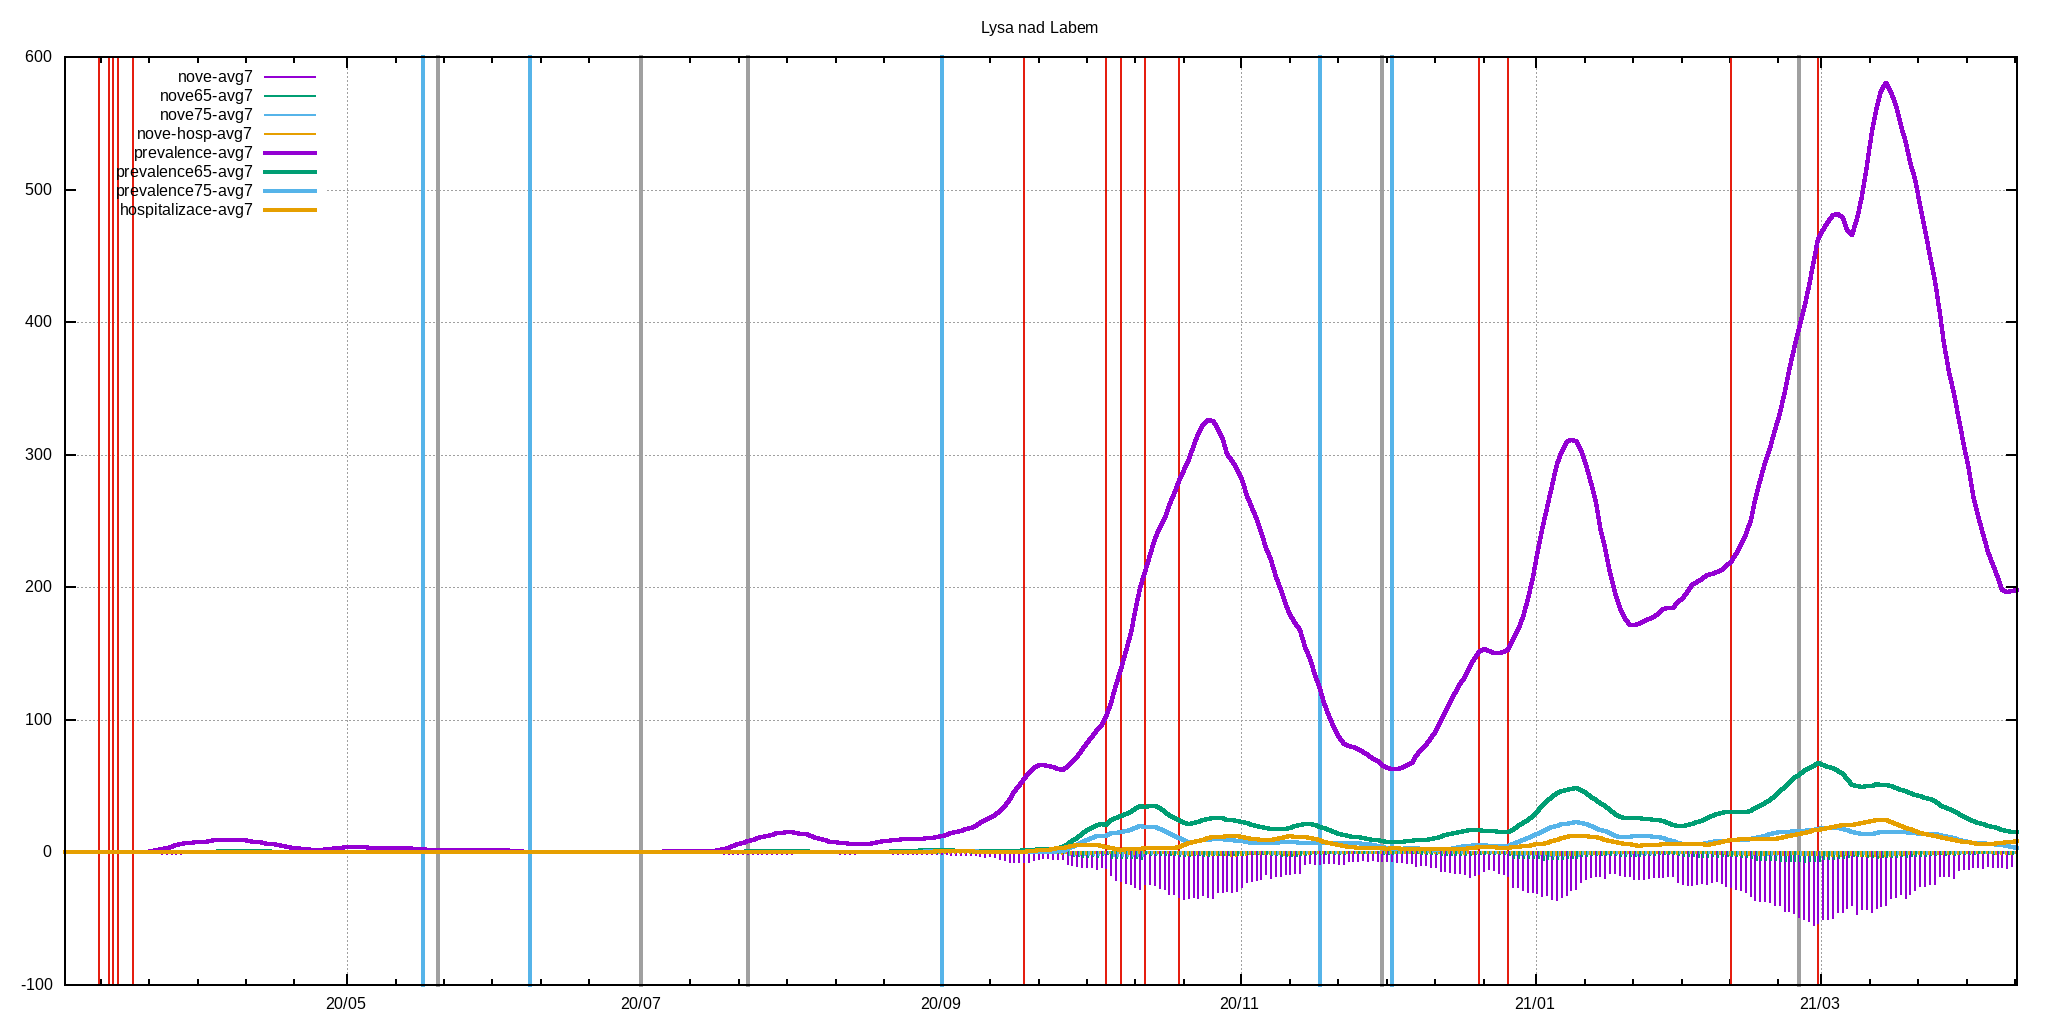 Lysa nad Labem
600
500
400
300
200
100
0
-100
nove-avg7
nove65-avg7
nove75-avg7
nove-hosp-avg7
prevalence-avg7
prevalence65-avg7
prevalence75-avg7
hospitalizace-avg7
20/05
20/07
20/09
20/11
21/01
21/03